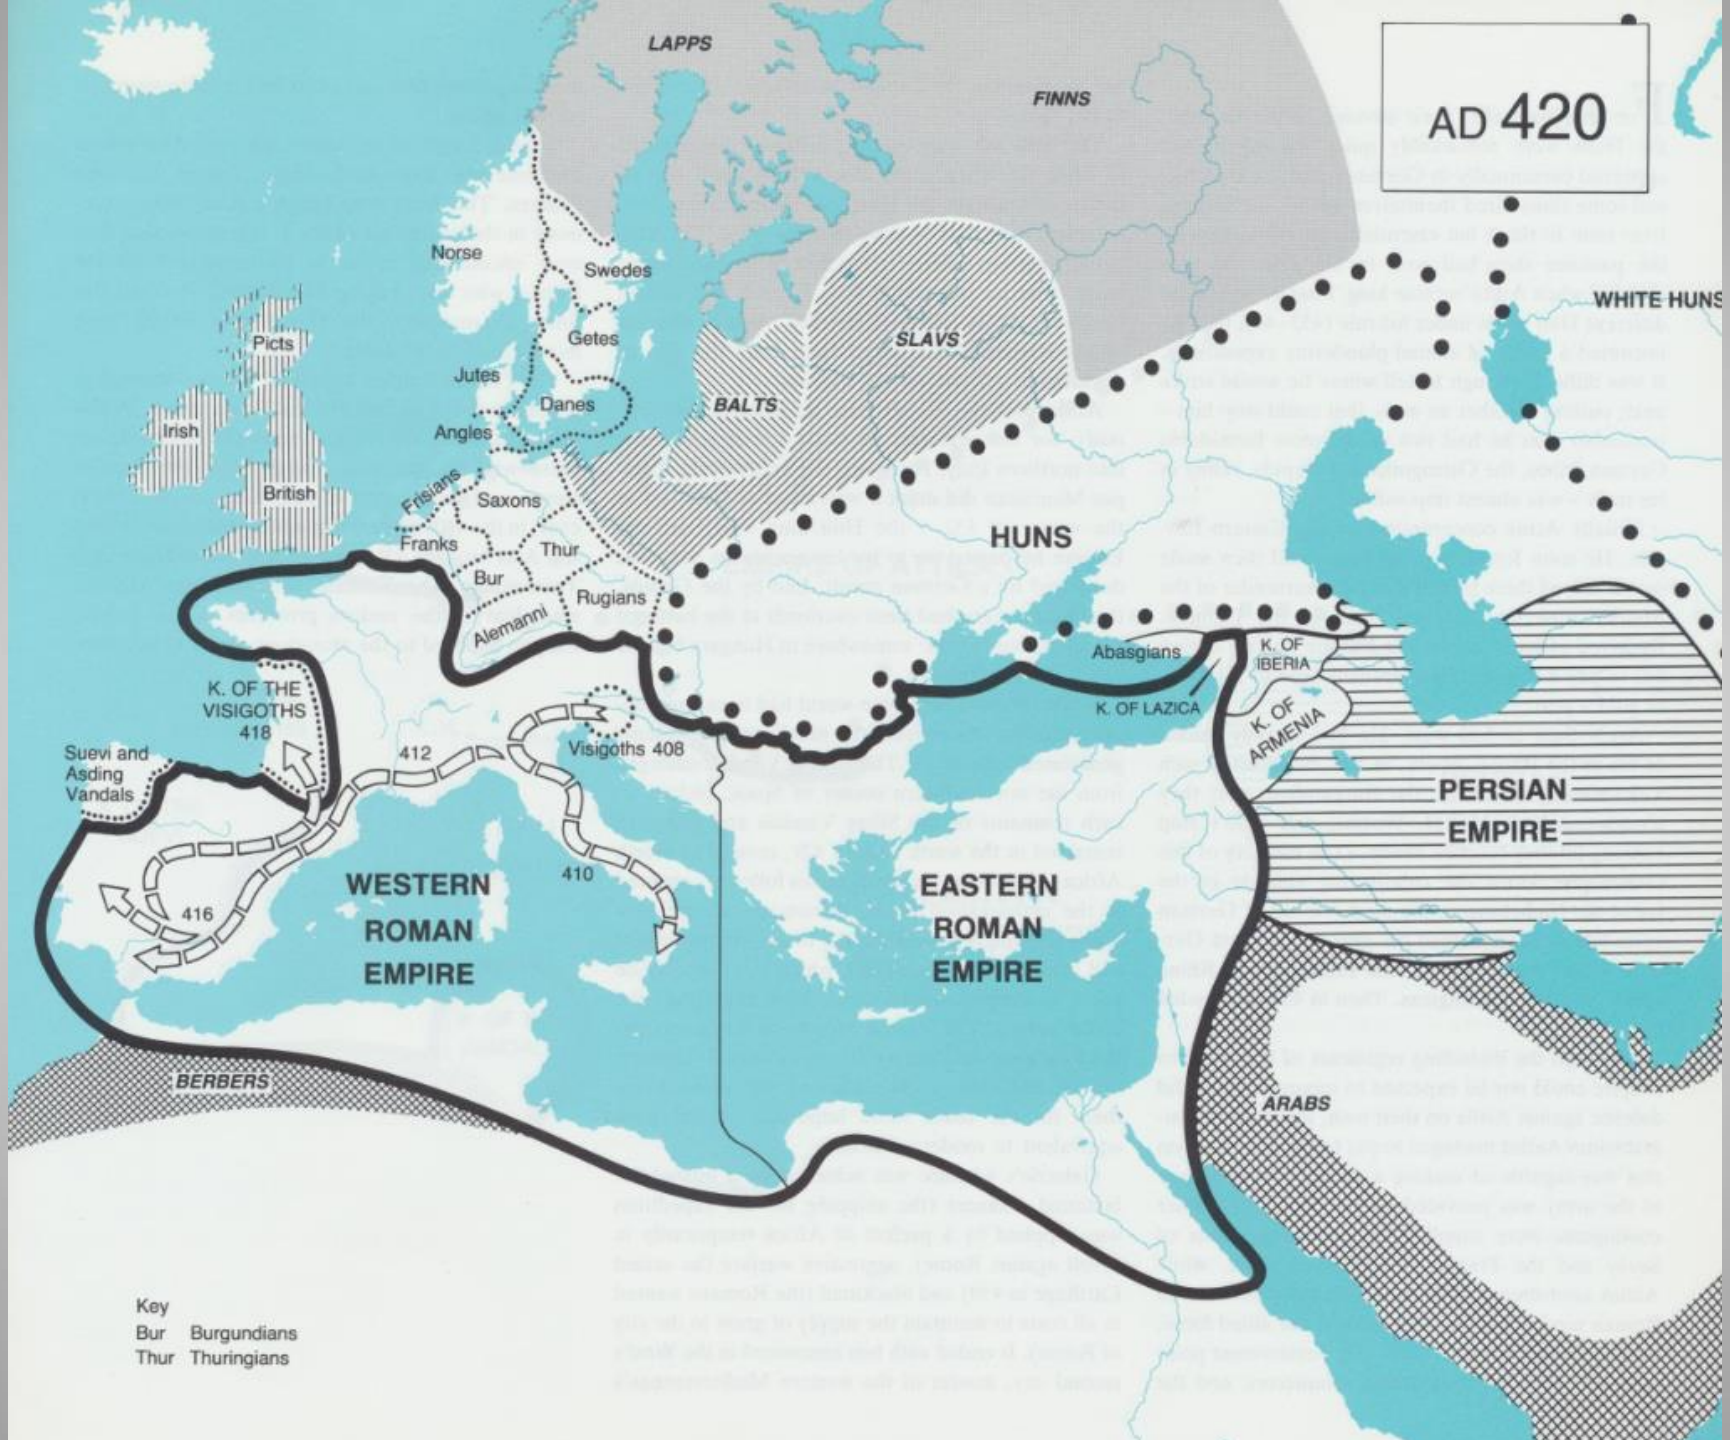 LAPPS
FINNS
AD 420
Norse
Swedes
WHITE HUNS
Picts
Getes
SLAVS
Jutes
Danes
BALTS
Irish
Angles
British
Frisians
Saxons
Franks
Thur
HUNS
Bur
Rugians
Alemanni
Abasgians
K. OF
IBERIA
K. OF THE
VISIGOTHS
418
K. OF LAZICA
K. OF
ARMENIA
Suevi and
Asding
Vandals
412
Visigoths 408
PERSIAN
EMPIRE
410
WESTERN
ROMAN
EMPIRE
EASTERN
ROMAN
EMPIRE
416
BERBERS
ARABS
Key
Bur Burgundians
Thur Thuringians